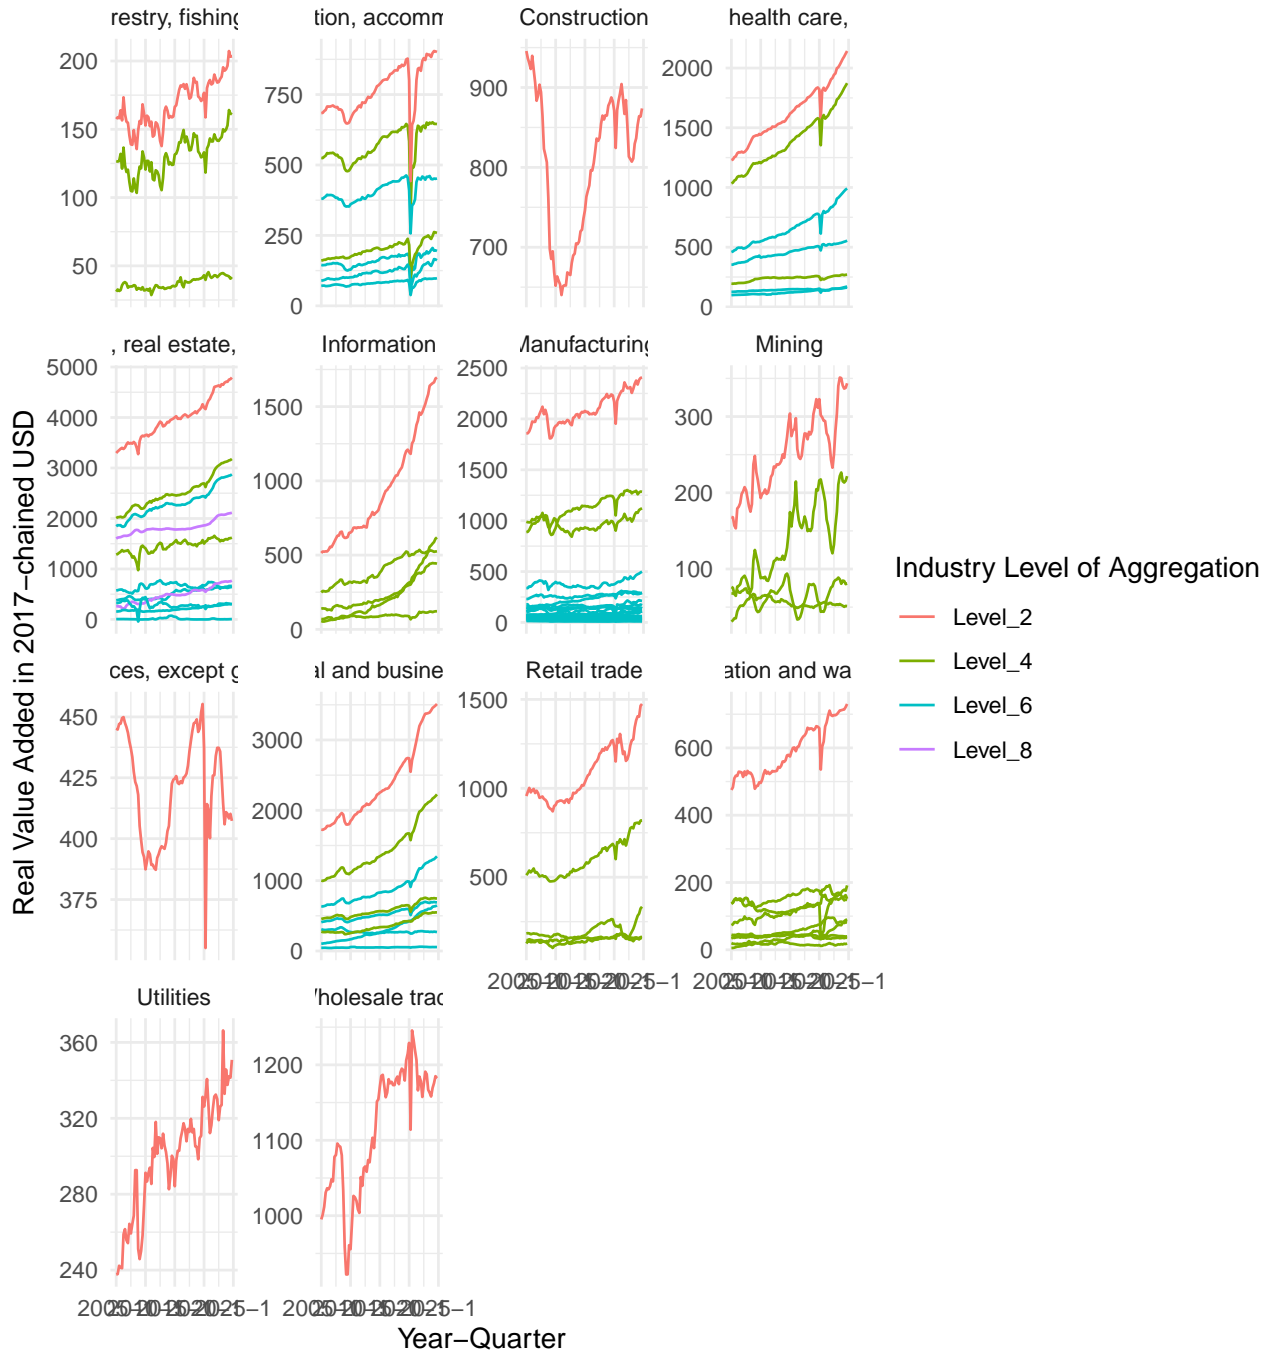 restry, fishing
tion, accomm
Construction
health care,
200
150
100
50
750
500
250
0
900
800
700
2000
1500
1000
500
0
, real estate,
Information
Manufacturing
Mining
5000
4000
3000
2000
1000
0
1500
1000
500
0
2500
2000
1500
1000
500
0
300
200
100
ces, except g
al and busine
Retail trade
ation and wa
450
425
400
375
3000
2000
1000
0
1500
1000
500
600
400
200
0
Utilities
Wholesale trad
360
320
280
240
1200
1100
1000
Year−Quarter
Real Value Added in 2017−chained USD
Industry Level of Aggregation
Level_2
Level_4
Level_6
Level_8